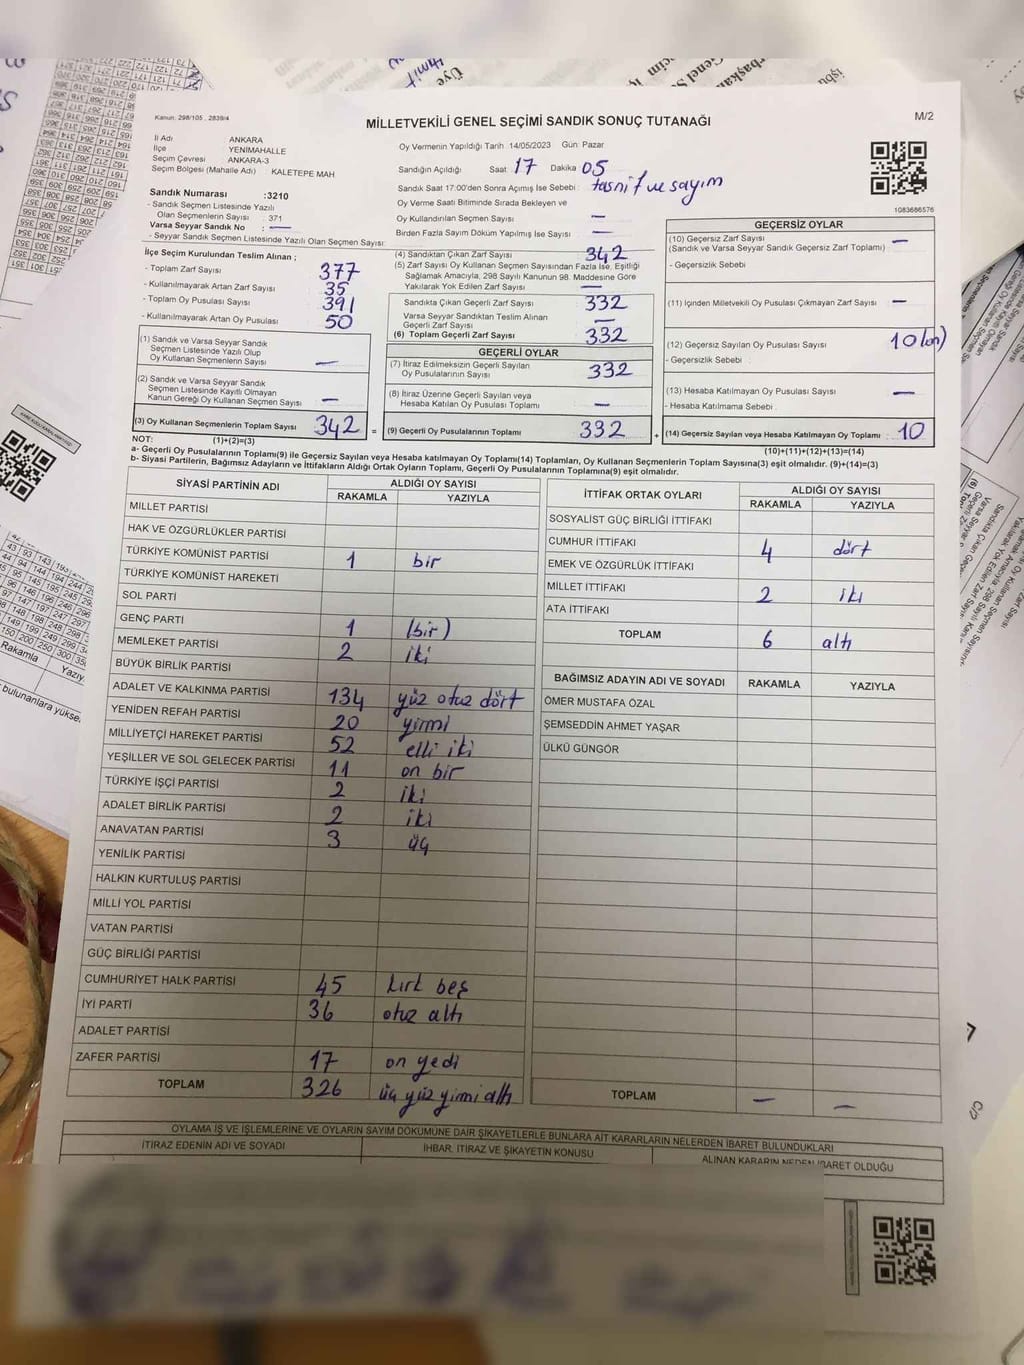 Kanun: 298/105 , 2839/4
MİLLETVEKİLİ GENEL SEÇİMİ SANDIK SONUÇ TUTANAĞI
M/2
İl Adı ANKARA
İlçe YENİMAHALLE
Seçim Çevresi ANKARA-3
Seçim Bölgesi (Mahalle Adı) KALETEPE MAH
Sandık Numarası :3210
- Sandık Seçmen Listesinde Yazılı
Olan Seçmenlerin Sayısı : 371
Varsa Seyyar Sandık No : —
- Seyyar Sandık Seçmen Listesinde Yazılı Olan Seçmen Sayısı:
Oy Vermenin Yapıldığı Tarih 14/05/2023 Gün: Pazar
Sandığın Açıldığı Saat 17 Dakika 05
Sandık Saat 17:00'den Sonra Açımış İse Sebebi : tasnif ve sayım
Oy Verme Saati Bitiminde Sırada Bekleyen ve
Oy Kullandırılan Seçmen Sayısı —
Birden Fazla Sayım Döküm Yapılmış İse Sayısı —
1083686576
İlçe Seçim Kurulundan Teslim Alınan ;
- Toplam Zarf Sayısı 377
- Kullanılmayarak Artan Zarf Sayısı 35
- Toplam Oy Pusulası Sayısı 391
- Kullanılmayarak Artan Oy Pusulası 50
(4) Sandıktan Çıkan Zarf Sayısı 342
(5) Zarf Sayısı Oy Kullanan Seçmen Sayısından Fazla İse, Eşitliği
Sağlamak Amacıyla, 298 Sayılı Kanunun 98. Maddesine Göre
Yakılarak Yok Edilen Zarf Sayısı —
Sandıkta Çıkan Geçerli Zarf Sayısı 332
Varsa Seyyar Sandıktan Teslim Alınan
Geçerli Zarf Sayısı —
(6) Toplam Geçerli Zarf Sayısı 332
GEÇERSİZ OYLAR
(10) Geçersiz Zarf Sayısı —
(Sandık ve Varsa Seyyar Sandık Geçersiz Zarf Toplamı)
- Geçersizlik Sebebi
(11) İçinden Milletvekili Oy Pusulası Çıkmayan Zarf Sayısı —
(12) Geçersiz Sayılan Oy Pusulası Sayısı 10 (on)
- Geçersizlik Sebebi :
(13) Hesaba Katılmayan Oy Pusulası Sayısı —
- Hesaba Katılmama Sebebi :
(1) Sandık ve Varsa Seyyar Sandık
Seçmen Listesinde Yazılı Olup
Oy Kullanan Seçmenlerin Sayısı —
(2) Sandık ve Varsa Seyyar Sandık
Seçmen Listesinde Kayıtlı Olmayan
Kanun Gereği Oy Kullanan Seçmen Sayısı —
GEÇERLİ OYLAR
(7) İtiraz Edilmeksizin Geçerli Sayılan
Oy Pusulalarının Sayısı 332
(8) İtiraz Üzerine Geçerli Sayılan veya
Hesaba Katılan Oy Pusulası Toplamı —
(3) Oy Kullanan Seçmenlerin Toplam Sayısı 342 = (9) Geçerli Oy Pusulalarının Toplamı 332 + (14) Geçersiz Sayılan veya Hesaba Katılmayan Oy Toplamı : 10
NOT: (1)+(2)=(3) (10)+(11)+(12)+(13)=(14)
a- Geçerli Oy Pusulalarının Toplamı(9) ile Geçersiz Sayılan veya Hesaba katılmayan Oy Toplamı(14) Toplamları, Oy Kullanan Seçmenlerin Toplam Sayısına(3) eşit olmalıdır. (9)+(14)=(3)
b- Siyasi Partilerin, Bağımsız Adayların ve İttifakların Aldığı Ortak Oyların Toplamı, Geçerli Oy Pusulalarının Toplamına(9) eşit olmalıdır.
SİYASİ PARTİNİN ADI ALDIĞI OY SAYISI
RAKAMLA YAZIYLA
MİLLET PARTİSİ
HAK VE ÖZGÜRLÜKLER PARTİSİ
TÜRKİYE KOMÜNİST PARTİSİ 1 bir
TÜRKİYE KOMÜNİST HAREKETİ
SOL PARTİ
GENÇ PARTİ 1 (bir)
MEMLEKET PARTİSİ 2 iki
BÜYÜK BİRLİK PARTİSİ
ADALET VE KALKINMA PARTİSİ 134 yüz otuz dört
YENİDEN REFAH PARTİSİ 20 yirmi
MİLLİYETÇİ HAREKET PARTİSİ 52 elli iki
YEŞİLLER VE SOL GELECEK PARTİSİ 11 on bir
TÜRKİYE İŞÇİ PARTİSİ 2 iki
ADALET BİRLİK PARTİSİ 2 iki
ANAVATAN PARTİSİ 3 üç
YENİLİK PARTİSİ
HALKIN KURTULUŞ PARTİSİ
MİLLİ YOL PARTİSİ
VATAN PARTİSİ
GÜÇ BİRLİĞİ PARTİSİ
CUMHURİYET HALK PARTİSİ 45 kırk beş
İYİ PARTİ 36 otuz altı
ADALET PARTİSİ
ZAFER PARTİSİ 17 on yedi
TOPLAM 326 üç yüz yirmi altı
İTTİFAK ORTAK OYLARI ALDIĞI OY SAYISI
RAKAMLA YAZIYLA
SOSYALİST GÜÇ BİRLİĞİ İTTİFAKI
CUMHUR İTTİFAKI 4 dört
EMEK VE ÖZGÜRLÜK İTTİFAKI
MİLLET İTTİFAKI 2 iki
ATA İTTİFAKI
TOPLAM 6 altı
BAĞIMSIZ ADAYIN ADI VE SOYADI RAKAMLA YAZIYLA
ÖMER MUSTAFA ÖZAL
ŞEMSEDDİN AHMET YAŞAR
ÜLKÜ GÜNGÖR
TOPLAM — —
OYLAMA İŞ VE İŞLEMLERİNE VE OYLARIN SAYIM DÖKÜMÜNE DAİR ŞİKAYETLERLE BUNLARA AİT KARARLARIN NELERDEN İBARET BULUNDUKLARI
İTİRAZ EDENİN ADI VE SOYADI İHBAR, İTİRAZ VE ŞİKAYETİN KONUSU ALINAN KARARIN NEDEN İBARET OLDUĞU